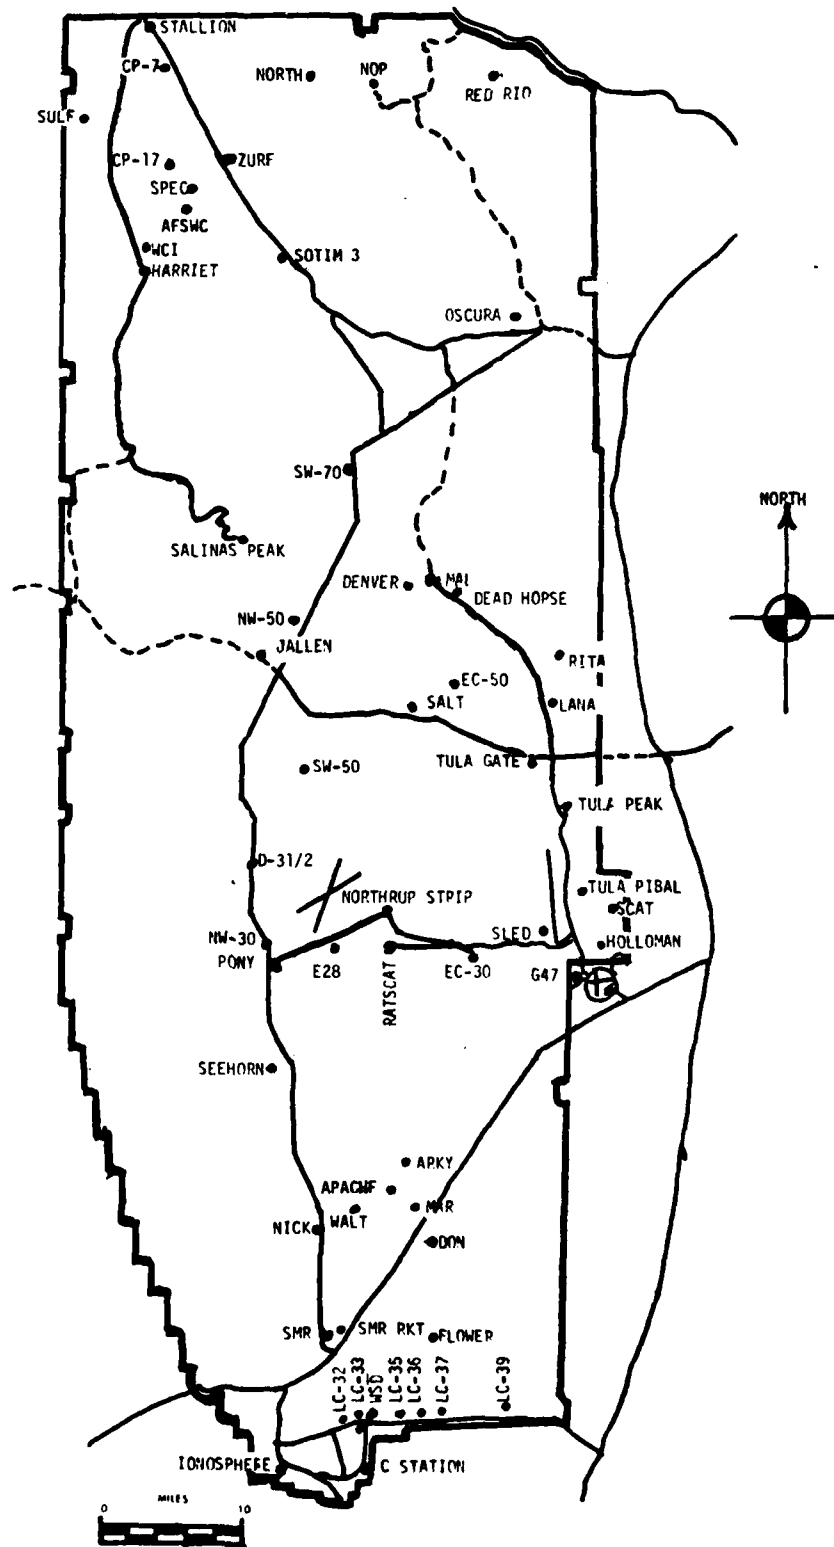 STALLION
CP-7
NORTH
NOP
RED RIO
SULF
CP-17
ZURF
SPEC
AFSWC
WCI
HARRIET
SOTIM 3
OSCURA
SW-70
NORTH
SALINAS PEAK
DENVER
MAL
DEAD HOPSE
NW-50
JALLEN
RITA
EC-50
SALT
LANA
TULA GATE
SW-50
TULA PEAK
D-31/2
NORTHRUP STPIP
TULA PIBAL
SCAT
NW-30
SLED
HOLLOMAN
PONY
E28
RATSCAT
EC-30
G47
SEEHORN
APKY
APACHF
WALT
MAR
NICK
DON
SMR
SMR RKT
FLOWER
LC-32
LC-33
WSD
LC-35
LC-36
LC-37
LC-39
IONOSPHEFE
C STATION
MILES
0 10